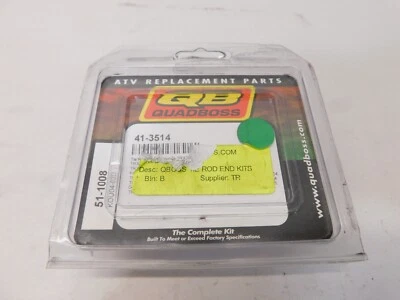 ATV REPLACEMENT PARTS
QB
QUADBOSS
41-3514
S.COM
Desc: QBOSS ROD END KITS
Bin: B Supplier: TR
51-1008
www.quadboss.com
The Complete Kit
Built To Meet or Exceed Factory Standards